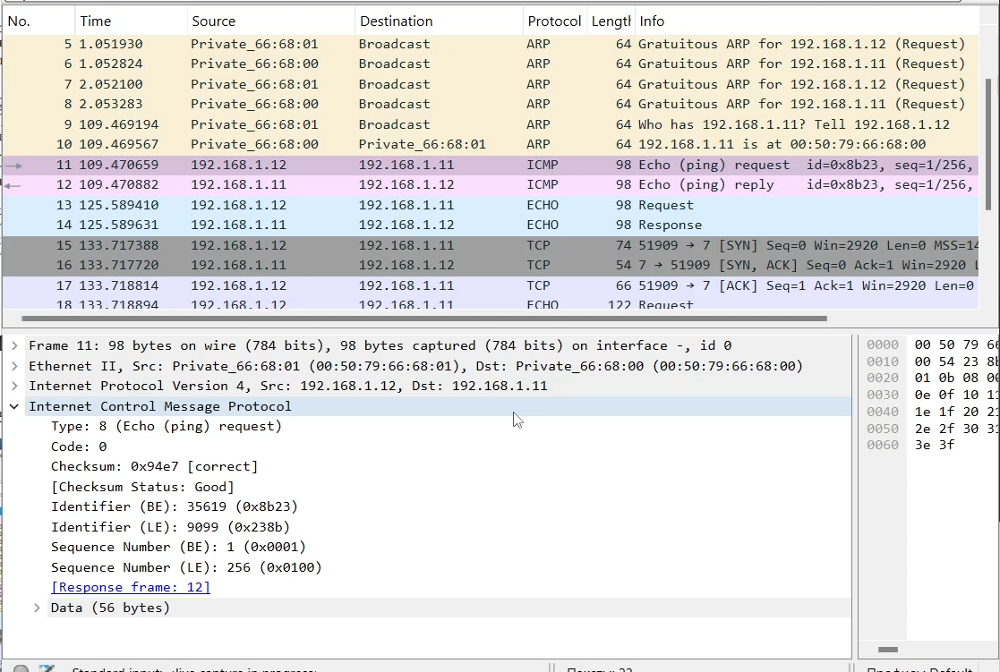 No. Time Source Destination Protocol Length Info
5 1.051930 Private_66:68:01 Broadcast ARP 64 Gratuitous ARP for 192.168.1.12 (Request)
6 1.052824 Private_66:68:00 Broadcast ARP 64 Gratuitous ARP for 192.168.1.11 (Request)
7 2.052100 Private_66:68:01 Broadcast ARP 64 Gratuitous ARP for 192.168.1.12 (Request)
8 2.053283 Private_66:68:00 Broadcast ARP 64 Gratuitous ARP for 192.168.1.11 (Request)
9 109.469194 Private_66:68:01 Broadcast ARP 64 Who has 192.168.1.11? Tell 192.168.1.12
10 109.469567 Private_66:68:00 Private_66:68:01 ARP 64 192.168.1.11 is at 00:50:79:66:68:00
11 109.470659 192.168.1.12 192.168.1.11 ICMP 98 Echo (ping) request id=0x8b23, seq=1/256,
12 109.470882 192.168.1.11 192.168.1.12 ICMP 98 Echo (ping) reply id=0x8b23, seq=1/256,
13 125.589410 192.168.1.12 192.168.1.11 ECHO 98 Request
14 125.589631 192.168.1.11 192.168.1.12 ECHO 98 Response
15 133.717388 192.168.1.12 192.168.1.11 TCP 74 51909 → 7 [SYN] Seq=0 Win=2920 Len=0 MSS=14
16 133.717720 192.168.1.11 192.168.1.12 TCP 54 7 → 51909 [SYN, ACK] Seq=0 Ack=1 Win=2920 L
17 133.718814 192.168.1.12 192.168.1.11 TCP 66 51909 → 7 [ACK] Seq=1 Ack=1 Win=2920 Len=0
18 133.718894 192.168.1.12 192.168.1.11 ECHO 122 Request
Frame 11: 98 bytes on wire (784 bits), 98 bytes captured (784 bits) on interface -, id 0
Ethernet II, Src: Private_66:68:01 (00:50:79:66:68:01), Dst: Private_66:68:00 (00:50:79:66:68:00)
Internet Protocol Version 4, Src: 192.168.1.12, Dst: 192.168.1.11
Internet Control Message Protocol
Type: 8 (Echo (ping) request)
Code: 0
Checksum: 0x94e7 [correct]
[Checksum Status: Good]
Identifier (BE): 35619 (0x8b23)
Identifier (LE): 9099 (0x238b)
Sequence Number (BE): 1 (0x0001)
Sequence Number (LE): 256 (0x0100)
[Response frame: 12]
Data (56 bytes)
0000 00 50 79 66
0010 00 54 23 8b
0020 01 0b 08 00
0030 0e 0f 10 11
0040 1e 1f 20 21
0050 2e 2f 30 31
0060 3e 3f
Standard input: <live capture in progress>
Пакеты: 22
Профиль: Default